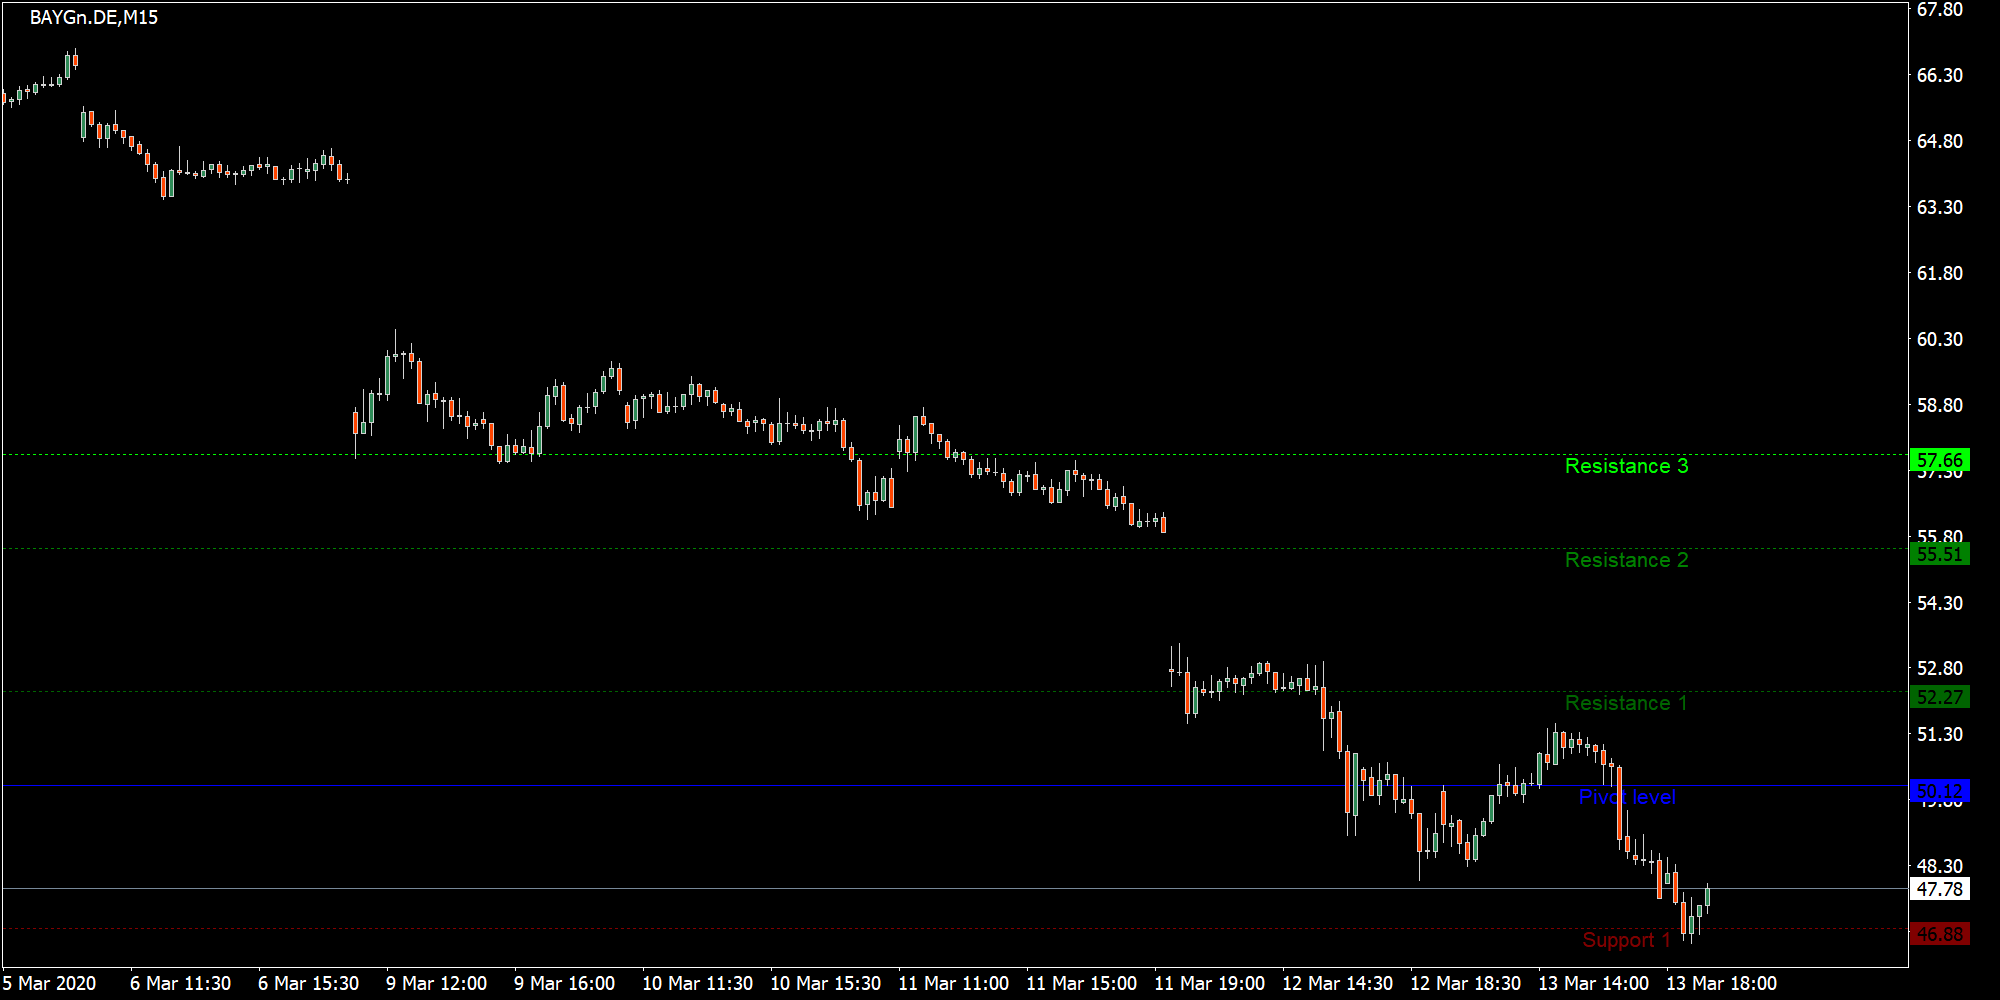 BAYGn.DE,M15
67.80
66.30
64.80
63.30
61.80
60.30
58.80
57.66
57.30
Resistance 3
55.80
55.51
Resistance 2
54.30
52.80
52.27
Resistance 1
51.30
50.12
49.80
Pivot level
48.30
47.78
46.88
Support 1
5 Mar 2020 6 Mar 11:30 6 Mar 15:30 9 Mar 12:00 9 Mar 16:00 10 Mar 11:30 10 Mar 15:30 11 Mar 11:00 11 Mar 15:00 11 Mar 19:00 12 Mar 14:30 12 Mar 18:30 13 Mar 14:00 13 Mar 18:00